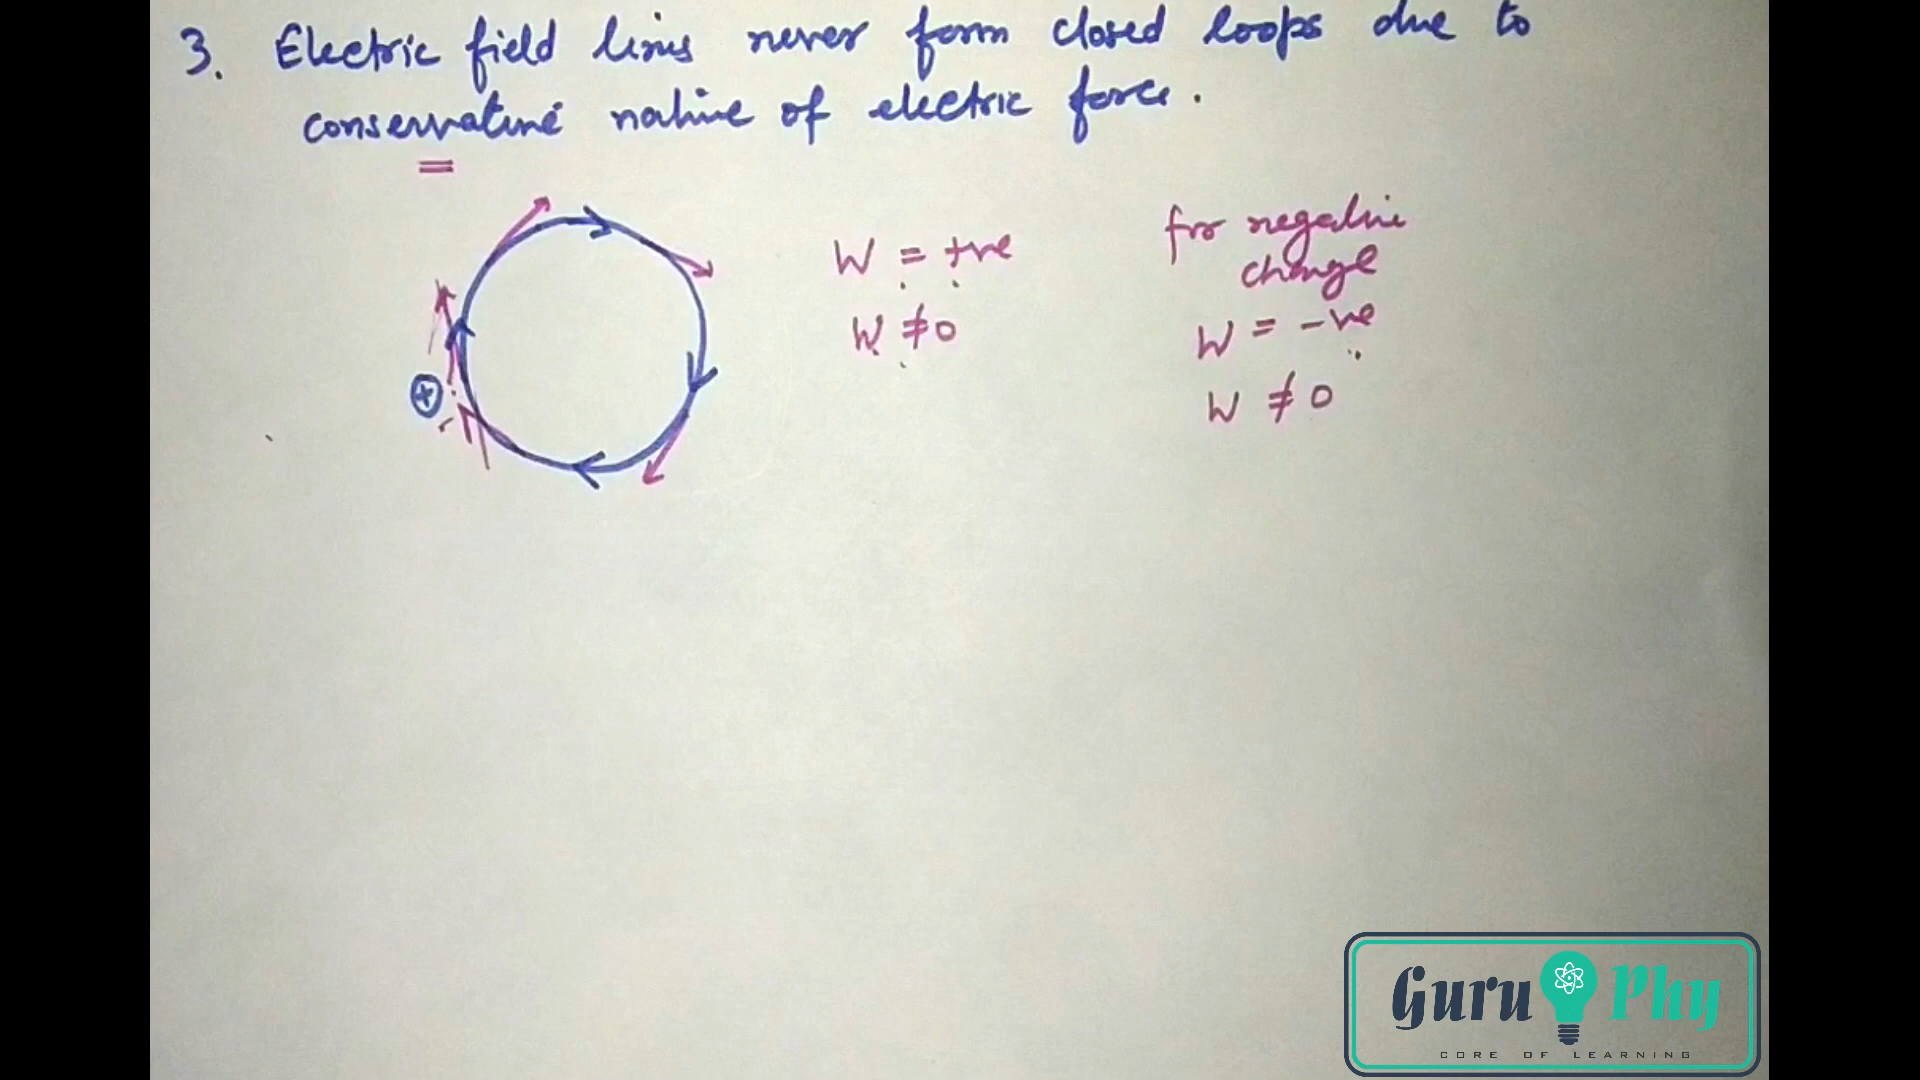 3. Electric field lines never form closed loops due to
conservative nature of electric force.
=
W = +ve
W ≠ 0
for negative
charge
W = -ve
W ≠ 0
+
Guru Phy
CORE OF LEARNING